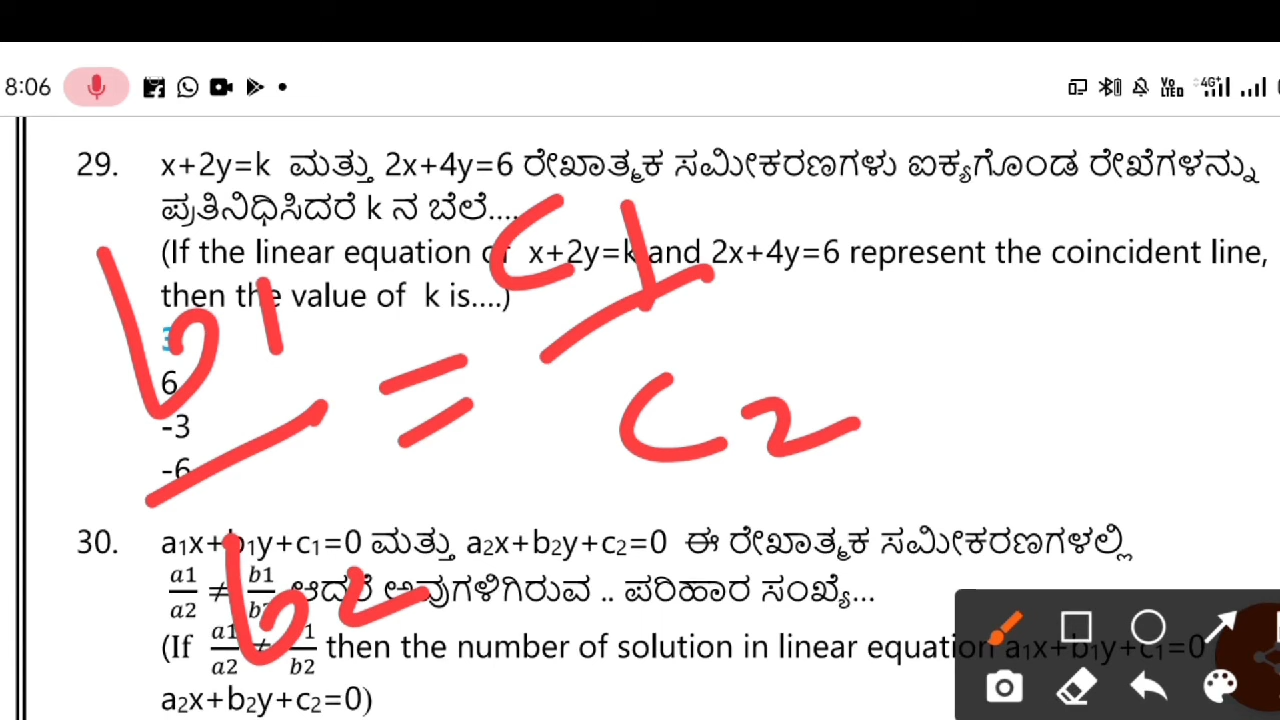 8:06 VoLTE 4G+
29. x+2y=k ಮತ್ತು 2x+4y=6 ರೇಖಾತ್ಮಕ ಸಮೀಕರಣಗಳು ಐಕ್ಯಗೊಂಡ ರೇಖೆಗಳನ್ನು
ಪ್ರತಿನಿಧಿಸಿದರೆ k ನ ಬೆಲೆ....
(If the linear equation of x+2y=k and 2x+4y=6 represent the coincident line,
then the value of k is....)
3
6
-3
-6
b1 = c1
b2 c2
30. a1x+b1y+c1=0 ಮತ್ತು a2x+b2y+c2=0 ಈ ರೇಖಾತ್ಮಕ ಸಮೀಕರಣಗಳಲ್ಲಿ
a1/a2 ≠ b1/b2 ಆದರೆ ಅವುಗಳಿಗಿರುವ .. ಪರಿಹಾರ ಸಂಖ್ಯೆ...
(If a1/a2 ≠ b1/b2 then the number of solution in linear equation a1x+b1y+c1=0
a2x+b2y+c2=0)